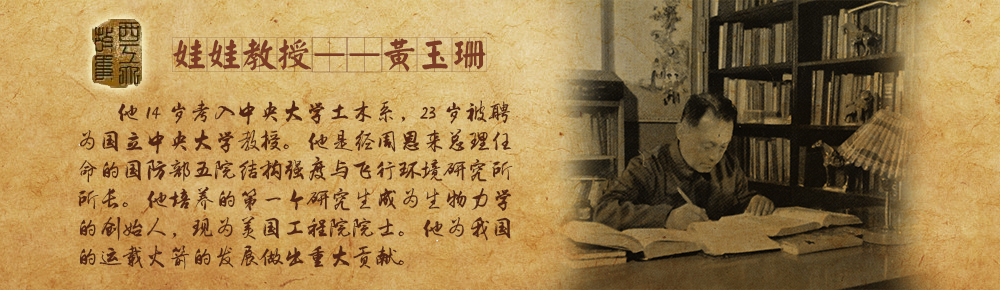 西工大
故事
娃娃教授——黄玉珊
他14岁考入中央大学土木系，23岁被聘
为国立中央大学教授。他是经周恩来总理任
命的国防部五院结构强度与飞行环境研究所
所长。他培养的第一个研究生成为生物力学
的创始人，现为美国工程院院士。他为我国
的运载火箭的发展做出重大贡献。